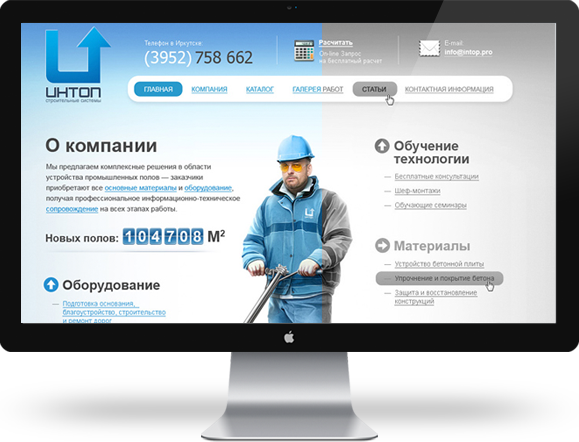 ИНТОП
строительные системы
Телефон в Иркутске
(3952) 758 662
Расчитать
On-line Запрос
на бесплатный расчет
E-mail
info@intop.pro
ГЛАВНАЯ
КОМПАНИЯ
КАТАЛОГ
ГАЛЕРЕЯ РАБОТ
СТАТЬИ
КОНТАКТНАЯ ИНФОРМАЦИЯ
О компании
Мы предлагаем комплексные решения в области
устройства промышленных полов — заказчики
приобретают все основные материалы и оборудование,
получая профессиональное информационно-техническое
сопровождение на всех этапах работы.
Новых полов: 104708 М²
Оборудование
— Подготовка основания,
благоустройство, строительство
и ремонт дорог
Обучение
технологии
— Бесплатные консультации
— Шеф-монтажи
— Обучающие семинары
Материалы
— Устройство бетонной плиты
— Упрочнение и покрытие бетона
— Защита и восстановление
конструкций